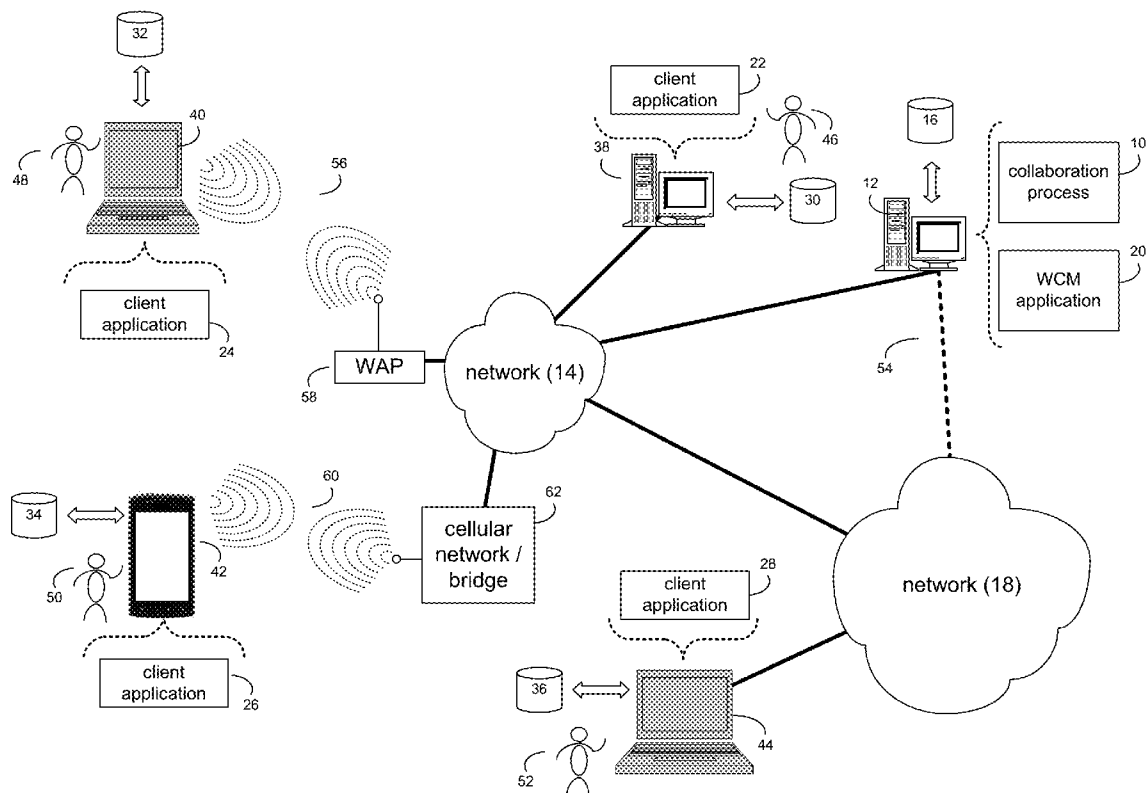 32
40
48
56
client
application
24
22
client
application
46
38
30
16
12
10
collaboration
process
20
WCM
application
54
WAP
58
network (14)
60
62
34
42
50
cellular
network /
bridge
client
application
26
28
client
application
36
44
52
network (18)